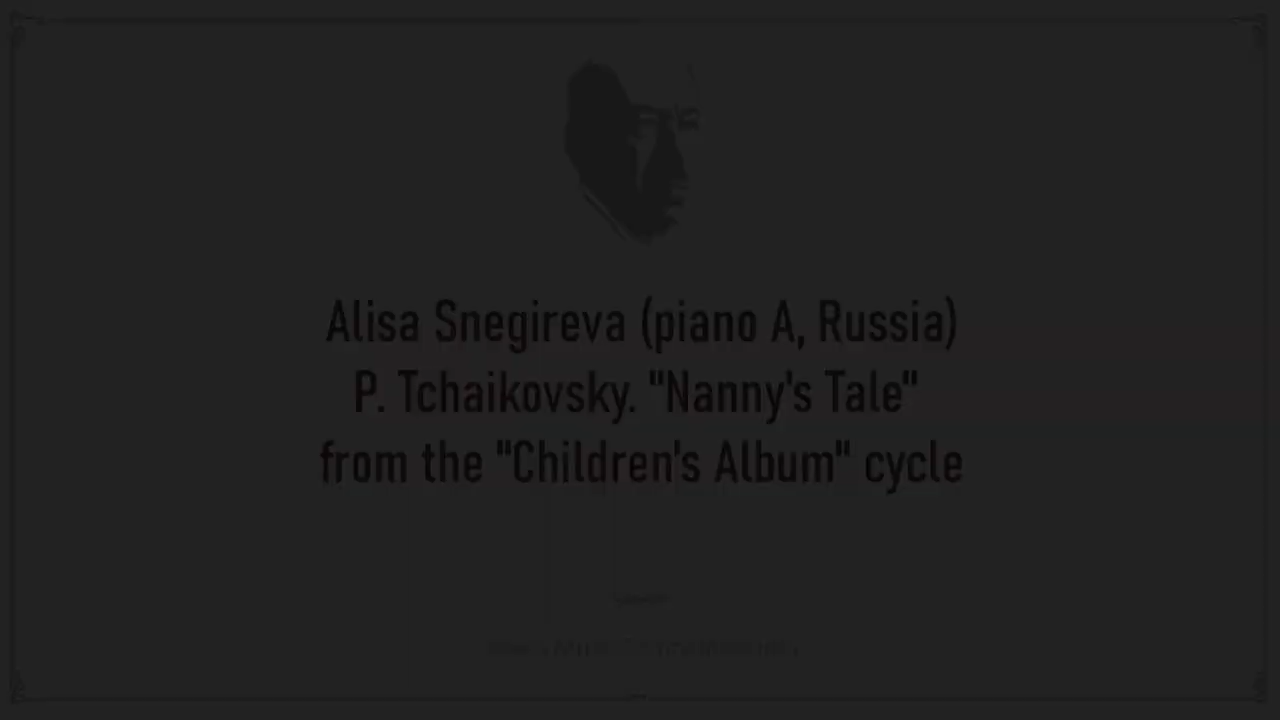 Alisa Snegireva (piano A, Russia)
P. Tchaikovsky. "Nanny's Tale"
from the "Children's Album" cycle